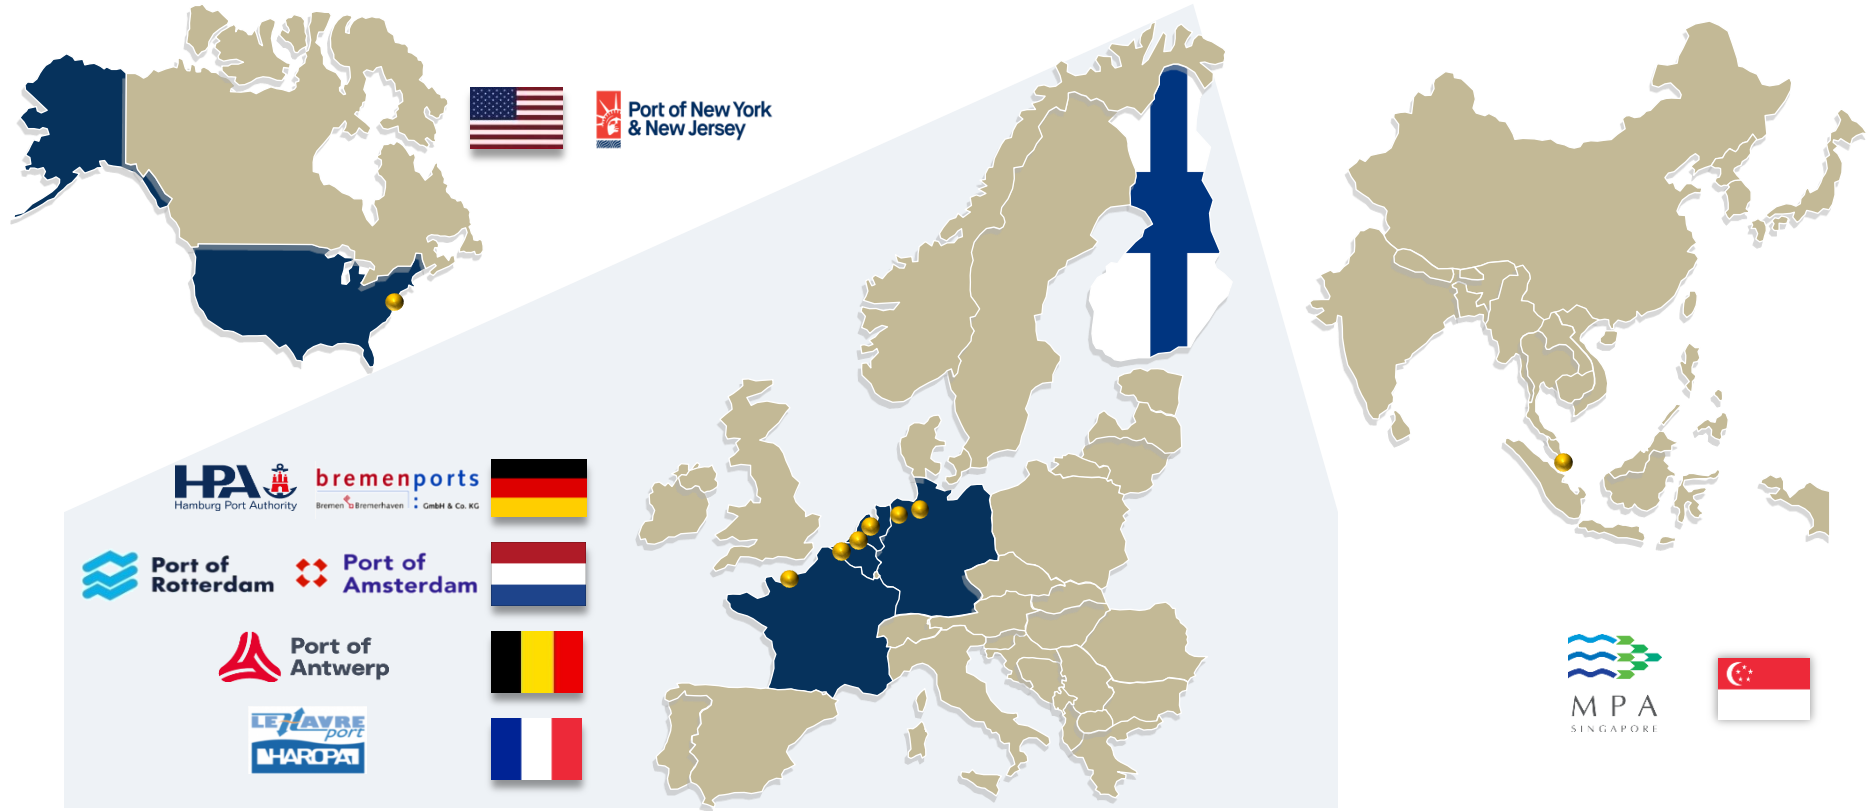 Port of New York
& New Jersey
HPA
Hamburg Port Authority
bremenports
Bremen Bremerhaven GmbH & Co. KG
Port of
Rotterdam
Port of
Amsterdam
Port of
Antwerp
LE HAVRE
port
HAROPA
MPA
SINGAPORE